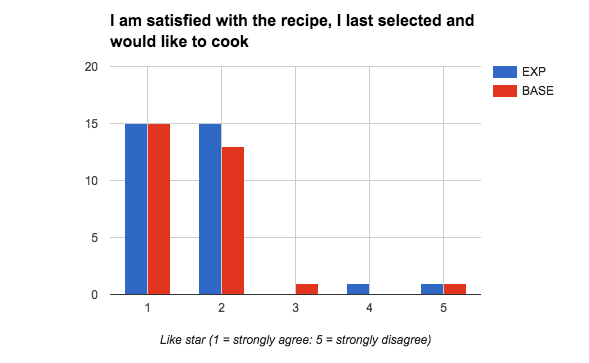 I am satisfied with the recipe, I last selected and
would like to cook
20
EXP
BASE
15
10
5
0
1 2 3 4 5
Like star (1 = strongly agree: 5 = strongly disagree)